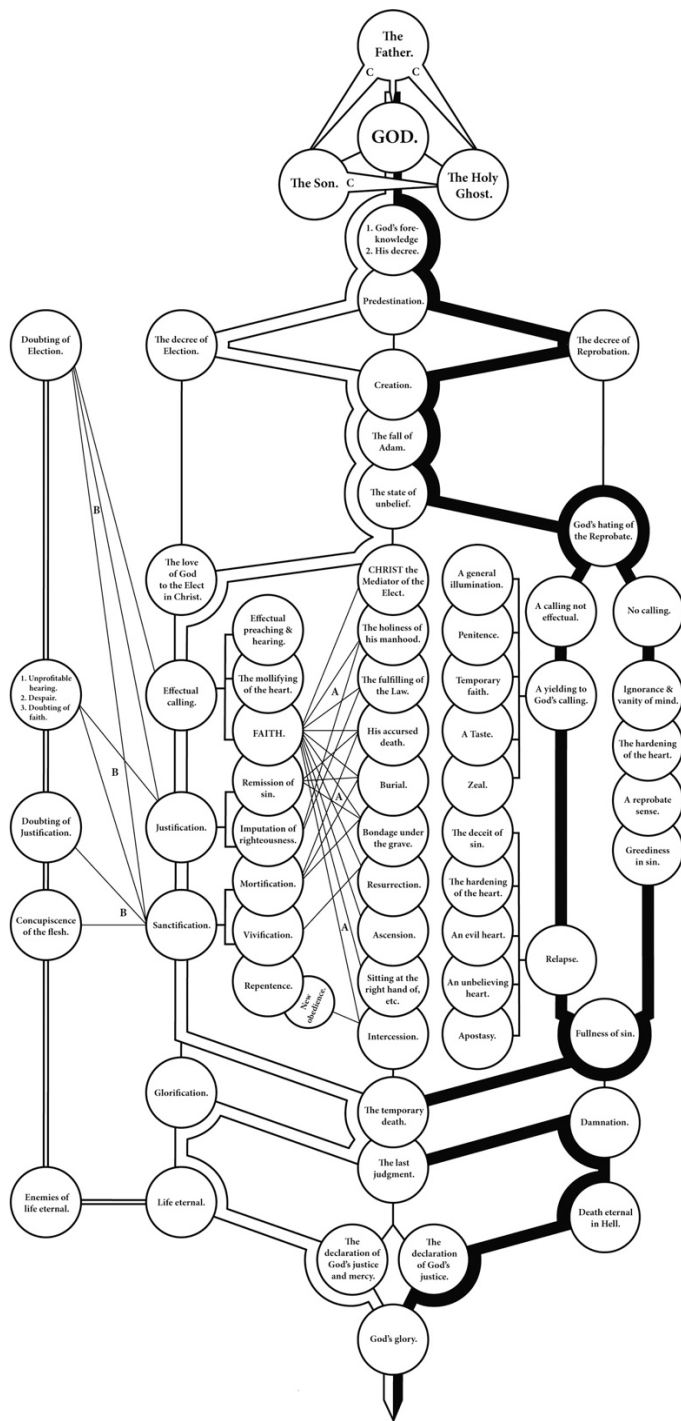 The
Father.
C
C
GOD.
The Son.
C
The Holy
Ghost.
1. God's fore-
knowledge
2. His decree.
Predestination.
Doubting of
Election.
The decree of
Election.
The decree of
Reprobation.
Creation.
The fall of
Adam.
The state of
unbelief.
B
God's hating of
the Reprobate.
The love
of God
to the Elect
in Christ.
CHRIST the
Mediator of the
Elect.
A general
illumination.
A calling not
effectual.
No calling.
Effectual
preaching &
hearing.
The holiness of
his manhood.
Penitence.
1. Unprofitable
hearing.
2. Despair.
3. Doubting of
faith.
Effectual
calling.
The mollifying
of the heart.
A
The fulfilling of
the Law.
Temporary
faith.
A yielding to
God's calling.
Ignorance &
vanity of mind.
FAITH.
His accursed
death.
A Taste.
The hardening
of the heart.
B
Remission of
sin.
Burial.
Zeal.
A reprobate
sense.
Doubting of
Justification.
Justification.
Imputation of
righteousness.
A
Bondage under
the grave.
The deceit of
sin.
Greediness
in sin.
Mortification.
Resurrection.
The hardening
of the heart.
Concupiscence
of the flesh.
B
Sanctification.
Vivification.
A
Ascension.
An evil heart.
Relapse.
Repentence.
New
obedience.
Sitting at the
right hand of,
etc.
An unbelieving
heart.
Intercession.
Apostasy.
Fullness of sin.
Glorification.
The temporary
death.
Damnation.
The last
judgment.
Enemies of
life eternal.
Life eternal.
Death eternal
in Hell.
The
declaration of
God's justice
and mercy.
The
declaration
of God's
justice.
God's glory.